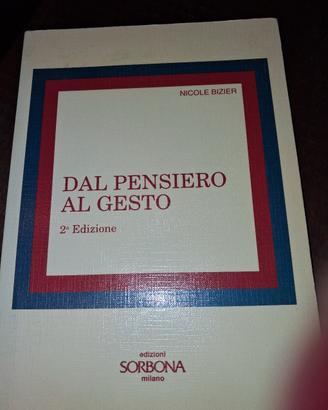 NICOLE BIZIER
DAL PENSIERO
AL GESTO
2ª Edizione
edizioni
SORBONA
milano